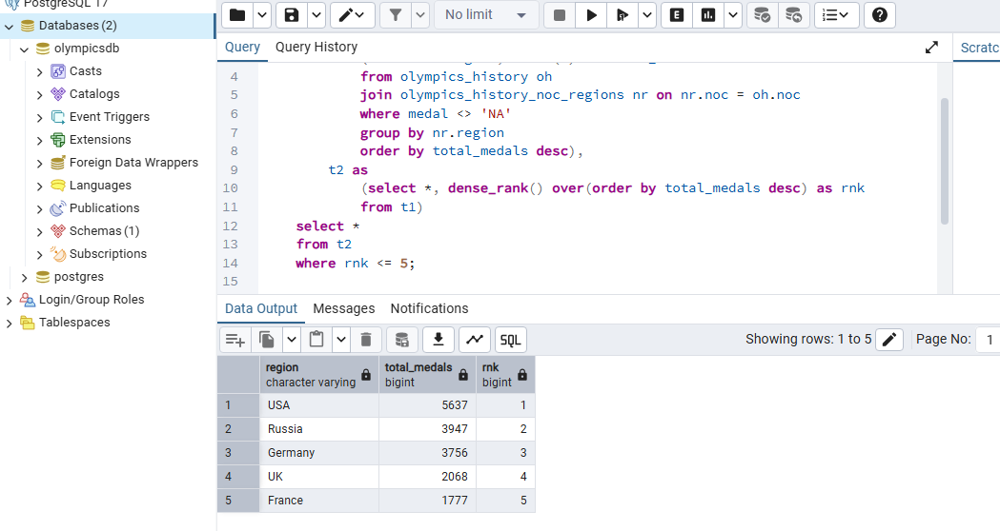 PostgreSQL 17
Databases (2)
olympicsdb
Casts
Catalogs
Event Triggers
Extensions
Foreign Data Wrappers
Languages
Publications
Schemas (1)
Subscriptions
postgres
Login/Group Roles
Tablespaces
No limit
E
Query
Query History
Scratc
4 from olympics_history oh
5 join olympics_history_noc_regions nr on nr.noc = oh.noc
6 where medal <> 'NA'
7 group by nr.region
8 order by total_medals desc),
9 t2 as
10 (select *, dense_rank() over(order by total_medals desc) as rnk
11 from t1)
12 select *
13 from t2
14 where rnk <= 5;
15
Data Output
Messages
Notifications
SQL
Showing rows: 1 to 5
Page No: 1
region total_medals rnk
character varying bigint bigint
1 USA 5637 1
2 Russia 3947 2
3 Germany 3756 3
4 UK 2068 4
5 France 1777 5